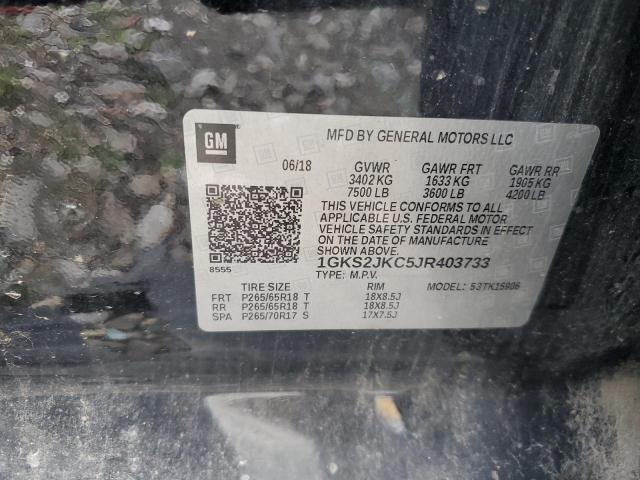 GM
MFD BY GENERAL MOTORS LLC
06/18 GVWR GAWR FRT GAWR RR
3402 KG 1633 KG 1905 KG
7500 LB 3600 LB 4200 LB
THIS VEHICLE CONFORMS TO ALL
APPLICABLE U.S. FEDERAL MOTOR
VEHICLE SAFETY STANDARDS IN
EFFECT ON THE DATE OF MANUFACTURE
SHOWN ABOVE.
8555
1GKS2JKC5JR403733
TYPE: M.P.V. MODEL: 53TK15906
TIRE SIZE RIM
FRT P265/65R18 T 18X8.5J
RR P265/65R18 T 18X8.5J
SPA P265/70R17 S 17X7.5J